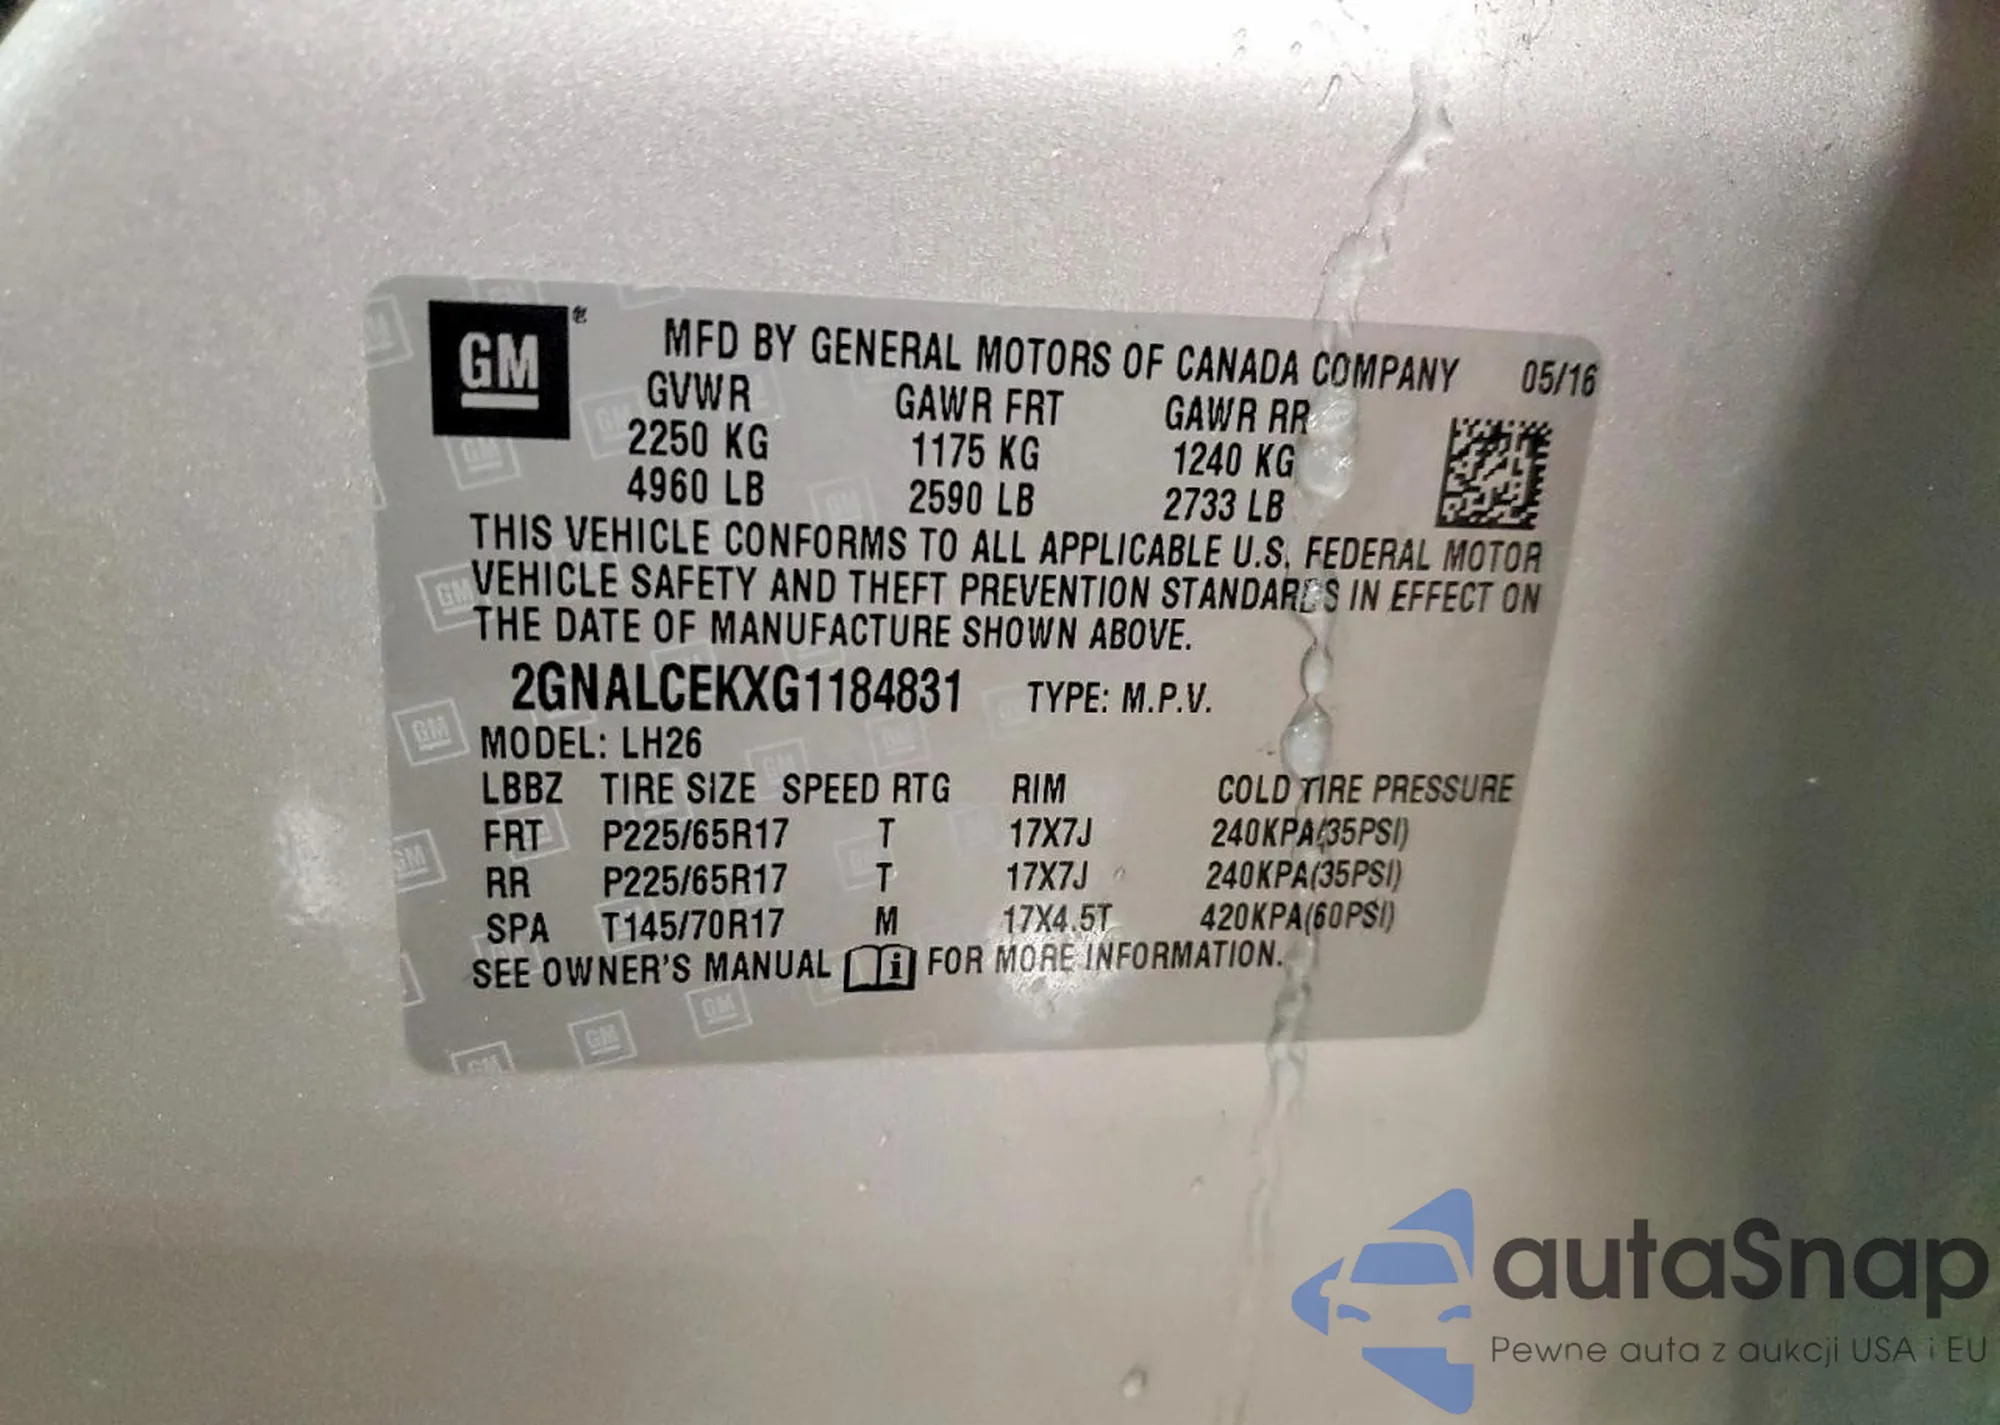 GM
MFD BY GENERAL MOTORS OF CANADA COMPANY 05/16
GVWR GAWR FRT GAWR RR
2250 KG 1175 KG 1240 KG
4960 LB 2590 LB 2733 LB
THIS VEHICLE CONFORMS TO ALL APPLICABLE U.S. FEDERAL MOTOR
VEHICLE SAFETY AND THEFT PREVENTION STANDARDS IN EFFECT ON
THE DATE OF MANUFACTURE SHOWN ABOVE.
2GNALCEKXG1184831 TYPE: M.P.V.
MODEL: LH26
LBBZ TIRE SIZE SPEED RTG RIM COLD TIRE PRESSURE
FRT P225/65R17 T 17X7J 240KPA(35PSI)
RR P225/65R17 T 17X7J 240KPA(35PSI)
SPA T145/70R17 M 17X4.5T 420KPA(60PSI)
SEE OWNER'S MANUAL i FOR MORE INFORMATION.
autaSnap
Pewne auta z aukcji USA i EU